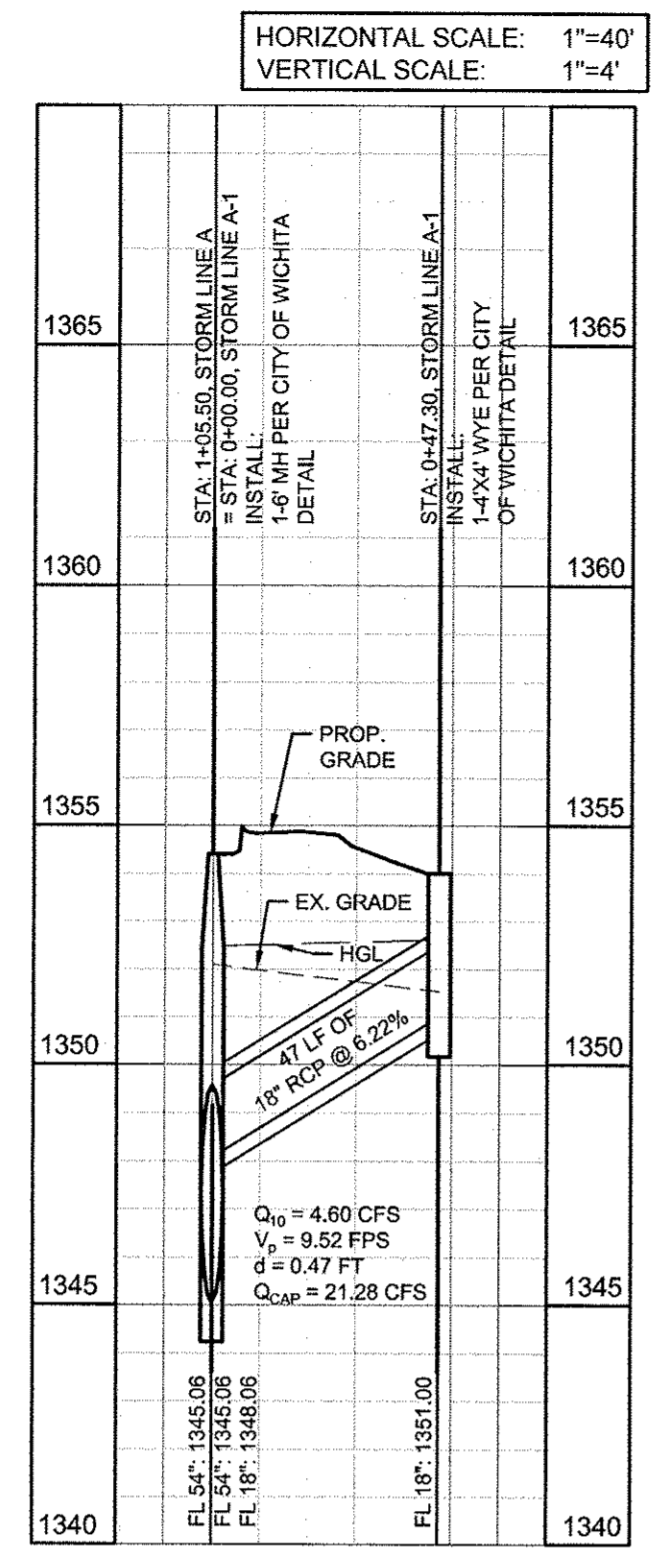 HORIZONTAL SCALE: 1"=40'
VERTICAL SCALE: 1"=4'
STA: 1+05.50, STORM LINE A
= STA: 0+00.00, STORM LINE A-1
INSTALL:
1-6' MH PER CITY OF WICHITA
DETAIL
STA: 0+47.30, STORM LINE A-1
INSTALL:
1-4'X4' WYE PER CITY
OF WICHITA DETAIL
1365 1365
1360 1360
PROP.
GRADE
1355 1355
EX. GRADE
HGL
47 LF OF
18" RCP @ 6.22%
1350 1350
Q10 = 4.60 CFS
Vp = 9.52 FPS
d = 0.47 FT
QCAP = 21.28 CFS
1345 1345
FL 54": 1345.06
FL 54": 1345.06
FL 18": 1348.06
FL 18": 1351.00
1340 1340